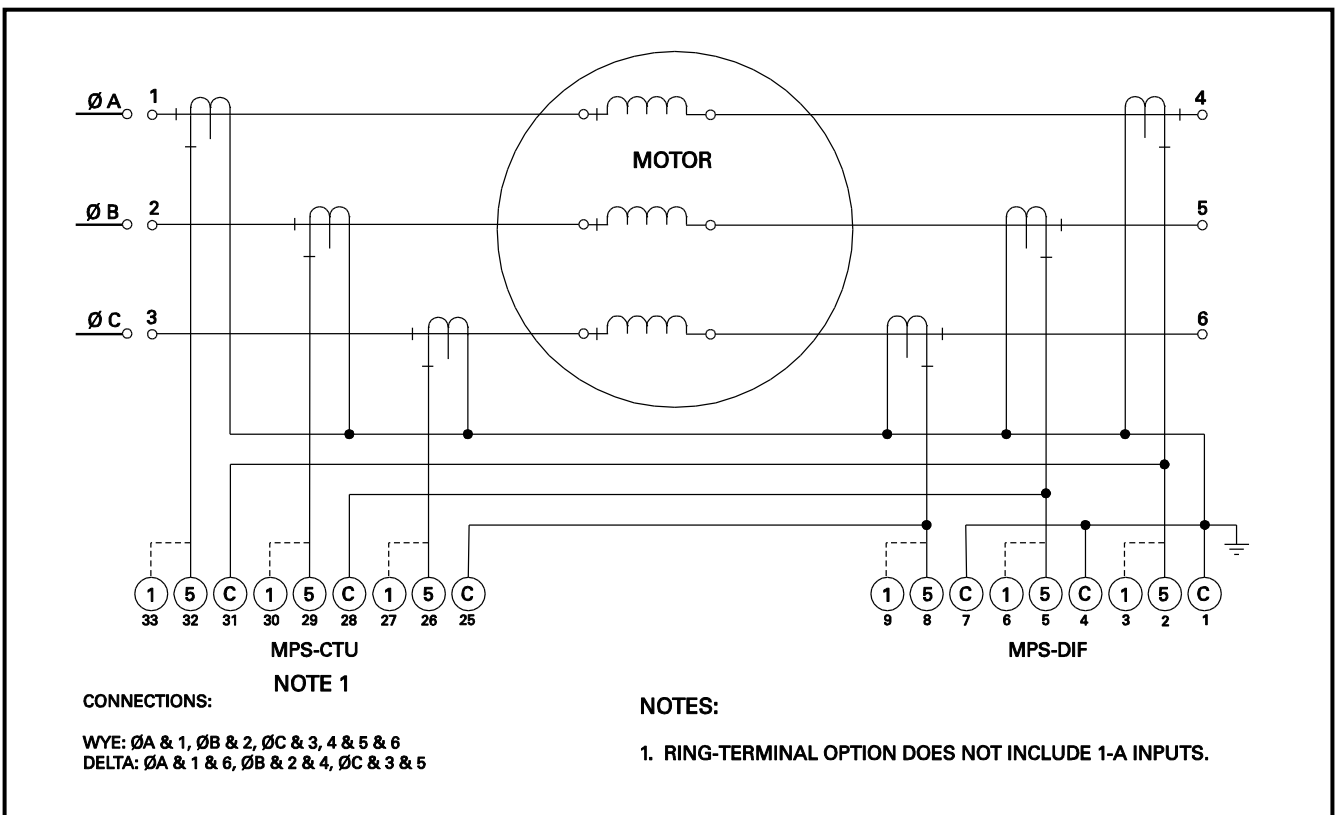 ØA 1 4
MOTOR
ØB 2 5
ØC 3 6
1 5 C 1 5 C 1 5 C 1 5 C 1 5 C 1 5 C
33 32 31 30 29 28 27 26 25 9 8 7 6 5 4 3 2 1
MPS-CTU MPS-DIF
NOTE 1
CONNECTIONS:
WYE: ØA & 1, ØB & 2, ØC & 3, 4 & 5 & 6
DELTA: ØA & 1 & 6, ØB & 2 & 4, ØC & 3 & 5
NOTES:
1. RING-TERMINAL OPTION DOES NOT INCLUDE 1-A INPUTS.